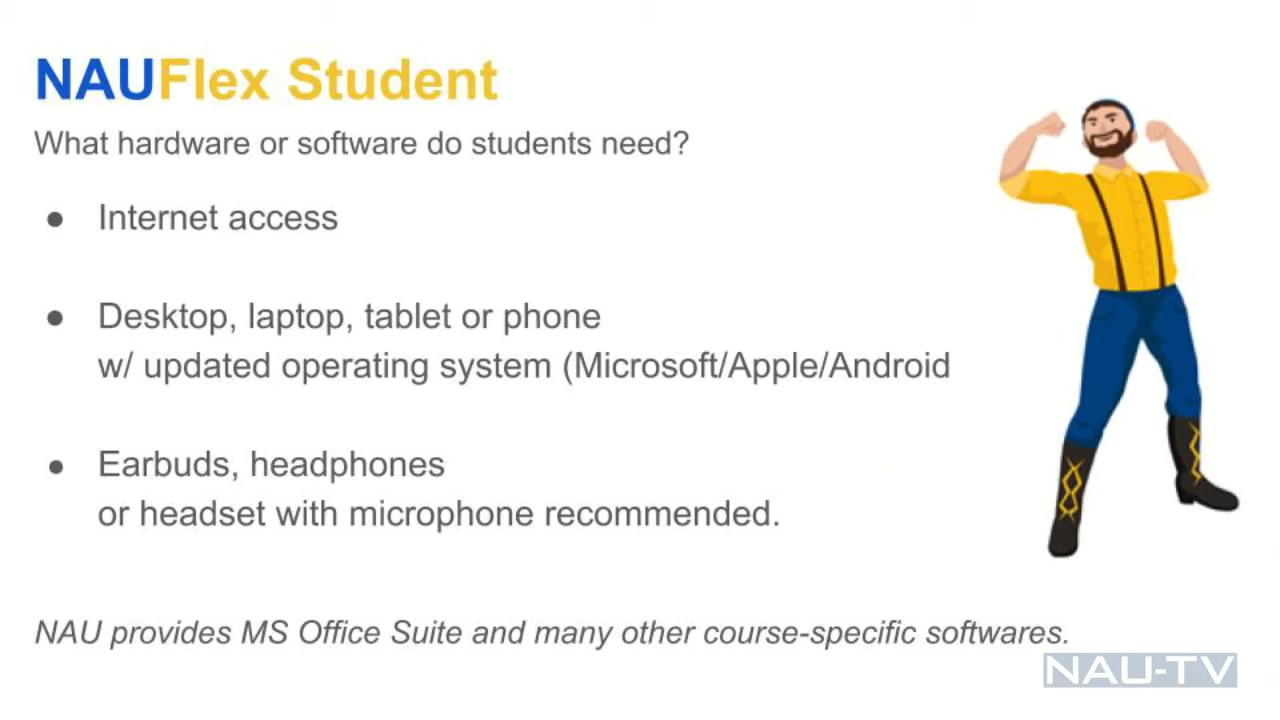 NAUFlex Student
What hardware or software do students need?
● Internet access
● Desktop, laptop, tablet or phone
w/ updated operating system (Microsoft/Apple/Android
● Earbuds, headphones
or headset with microphone recommended.
NAU provides MS Office Suite and many other course-specific softwares.
NAU-TV